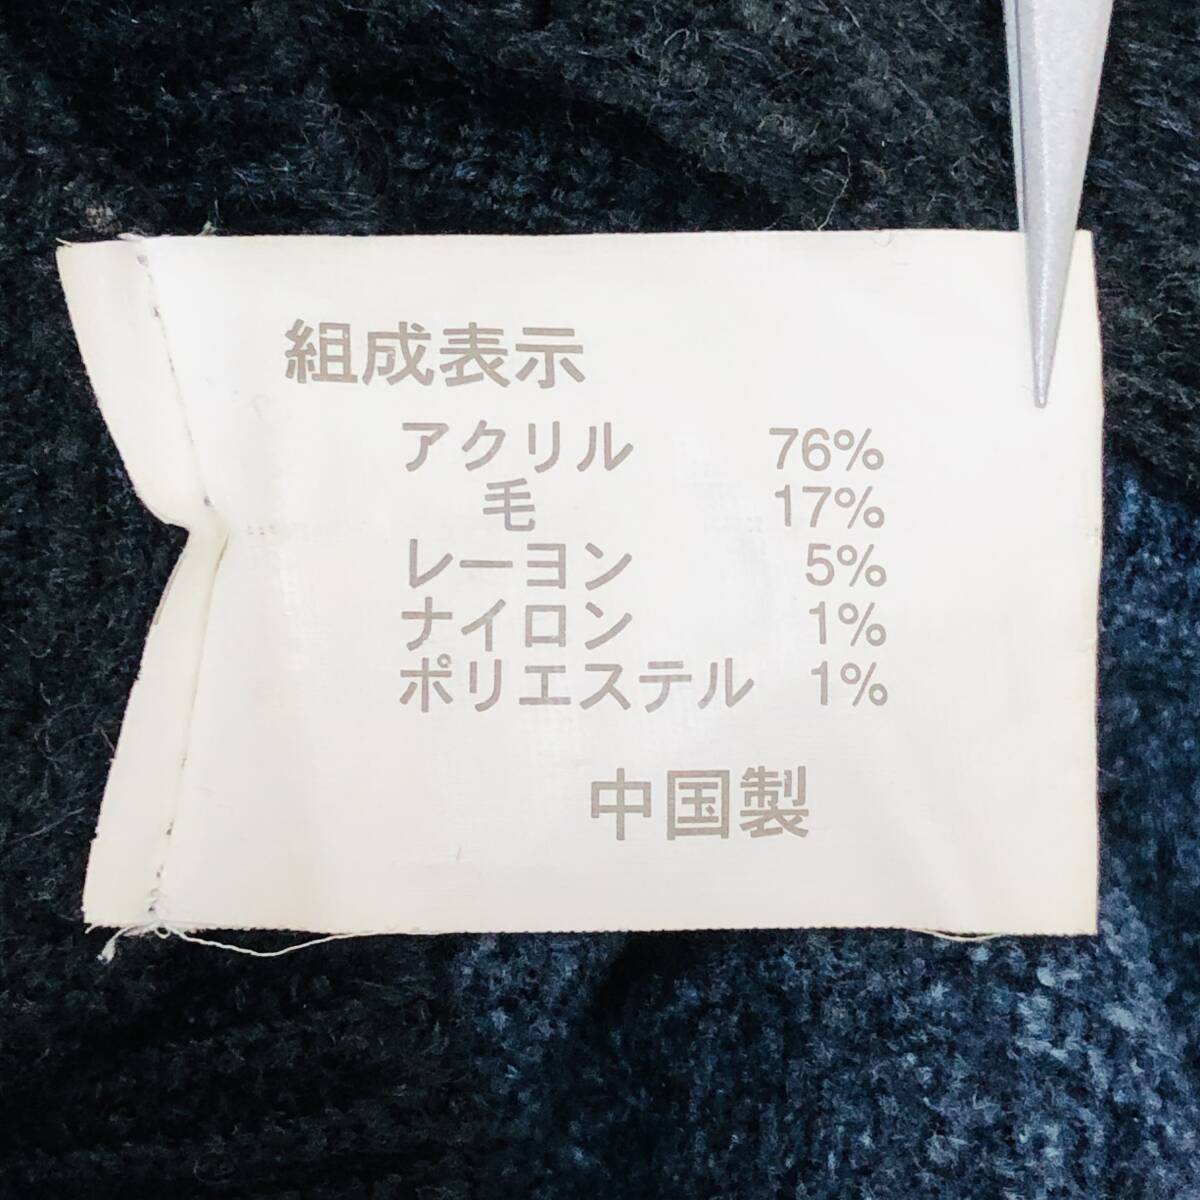 組成表示
アクリル 76%
毛 17%
レーヨン 5%
ナイロン 1%
ポリエステル 1%
中国製